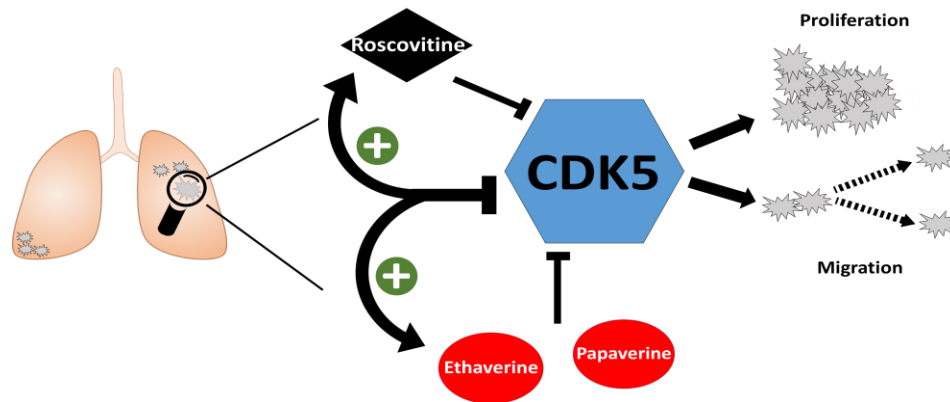 Proliferation
Roscovitine
+
CDK5
+
Migration
Ethaverine
Papaverine